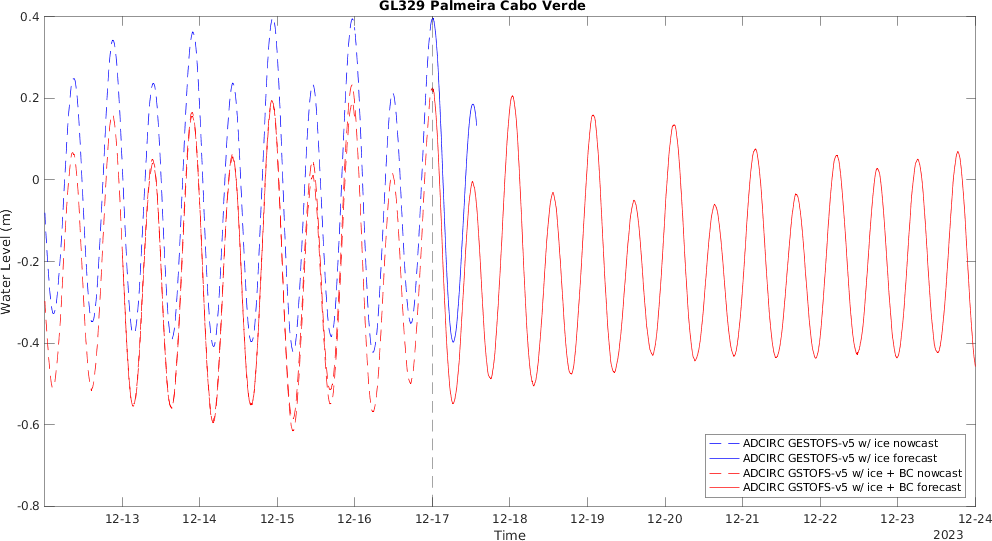 GL329 Palmeira Cabo Verde
0.4
0.2
0
-0.2
-0.4
-0.6
-0.8
Water Level (m)
ADCIRC GESTOFS-v5 w/ ice nowcast
ADCIRC GESTOFS-v5 w/ ice forecast
ADCIRC GSTOFS-v5 w/ ice + BC nowcast
ADCIRC GSTOFS-v5 w/ ice + BC forecast
12-13 12-14 12-15 12-16 12-17 12-18 12-19 12-20 12-21 12-22 12-23 12-24
Time
2023